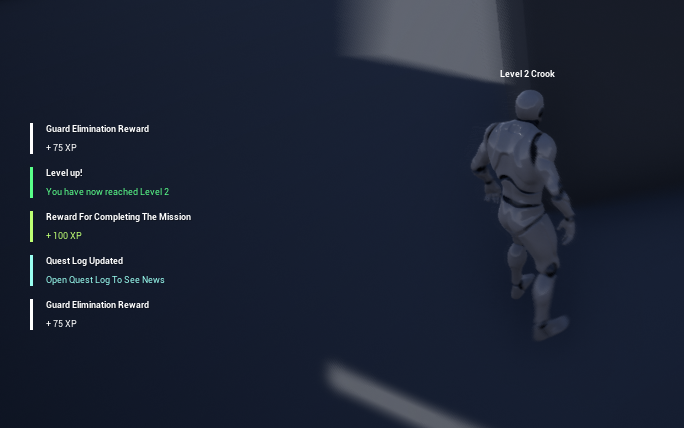 Level 2 Crook
Guard Elimination Reward
+ 75 XP
Level up!
You have now reached Level 2
Reward For Completing The Mission
+ 100 XP
Quest Log Updated
Open Quest Log To See News
Guard Elimination Reward
+ 75 XP